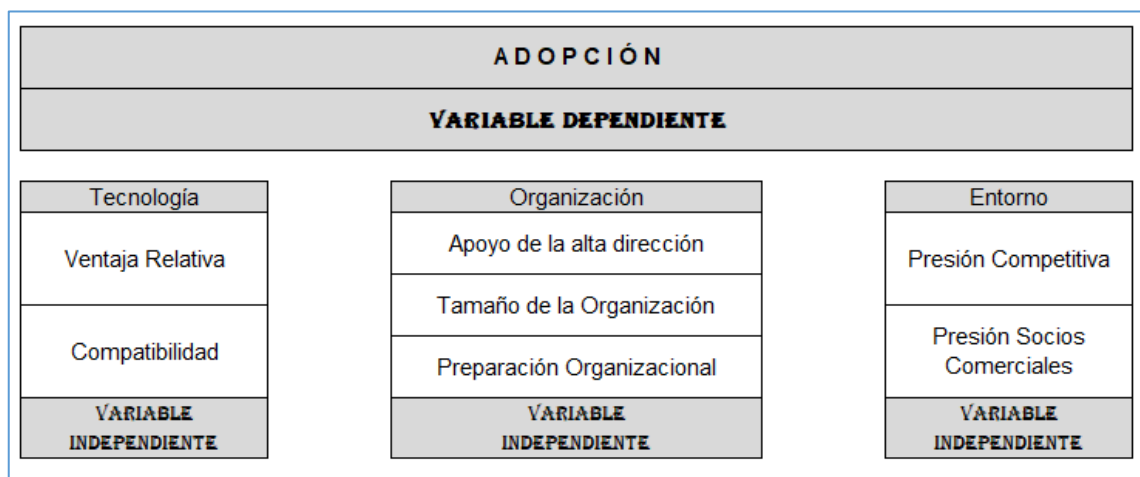 ADOPCIÓN
VARIABLE DEPENDIENTE
Tecnología
Ventaja Relativa
Compatibilidad
VARIABLE
INDEPENDIENTE
Organización
Apoyo de la alta dirección
Tamaño de la Organización
Preparación Organizacional
VARIABLE
INDEPENDIENTE
Entorno
Presión Competitiva
Presión Socios
Comerciales
VARIABLE
INDEPENDIENTE